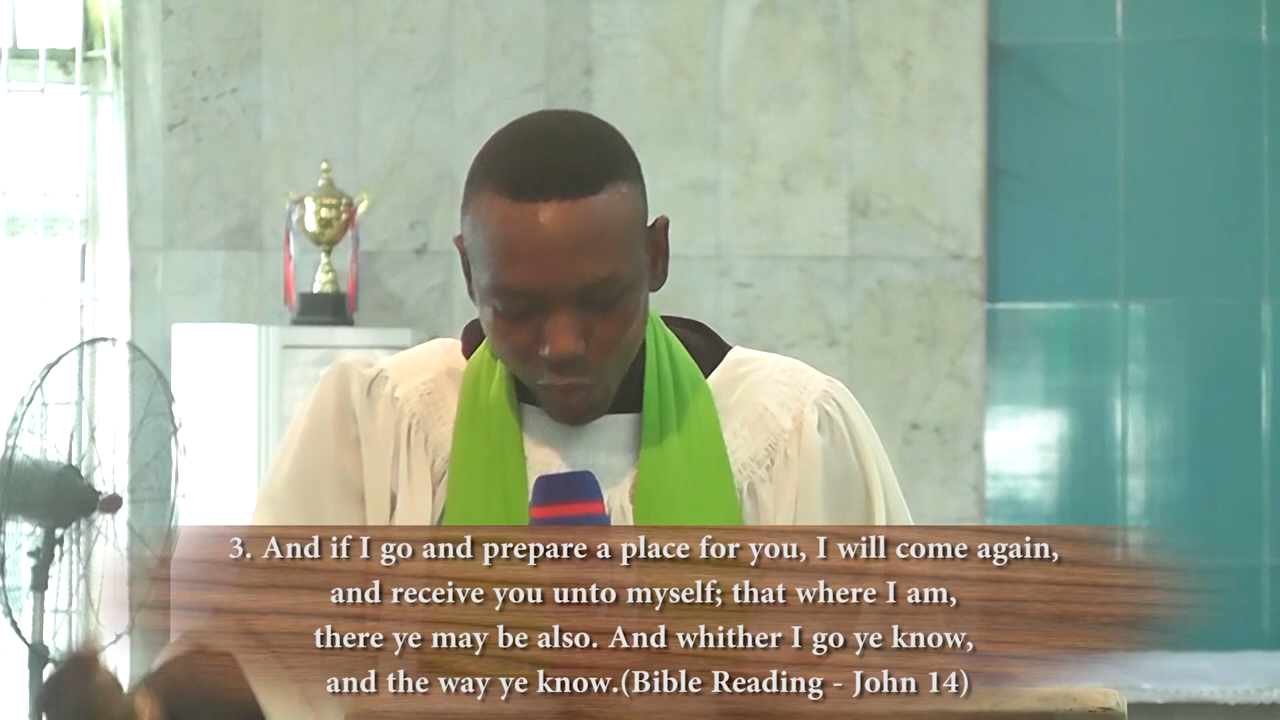 3. And if I go and prepare a place for you, I will come again,
and receive you unto myself; that where I am,
there ye may be also. And whither I go ye know,
and the way ye know.(Bible Reading - John 14)